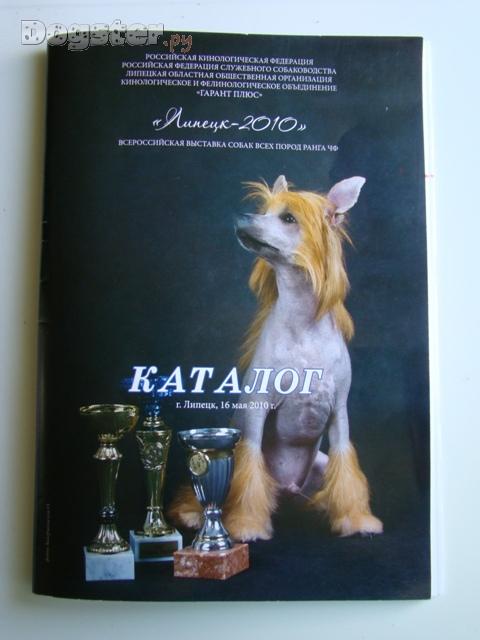 Dogster.ру
РОССИЙСКАЯ КИНОЛОГИЧЕСКАЯ ФЕДЕРАЦИЯ
РОССИЙСКАЯ ФЕДЕРАЦИЯ СЛУЖЕБНОГО СОБАКОВОДСТВА
ЛИПЕЦКАЯ ОБЛАСТНАЯ ОБЩЕСТВЕННАЯ ОРГАНИЗАЦИЯ
КИНОЛОГИЧЕСКОЕ И ФЕЛИНОЛОГИЧЕСКОЕ ОБЪЕДИНЕНИЕ
«ГАРАНТ ПЛЮС»
«Липецк-2010»
ВСЕРОССИЙСКАЯ ВЫСТАВКА СОБАК ВСЕХ ПОРОД РАНГА ЧФ
КАТАЛОГ
г. Липецк, 16 мая 2010 г.